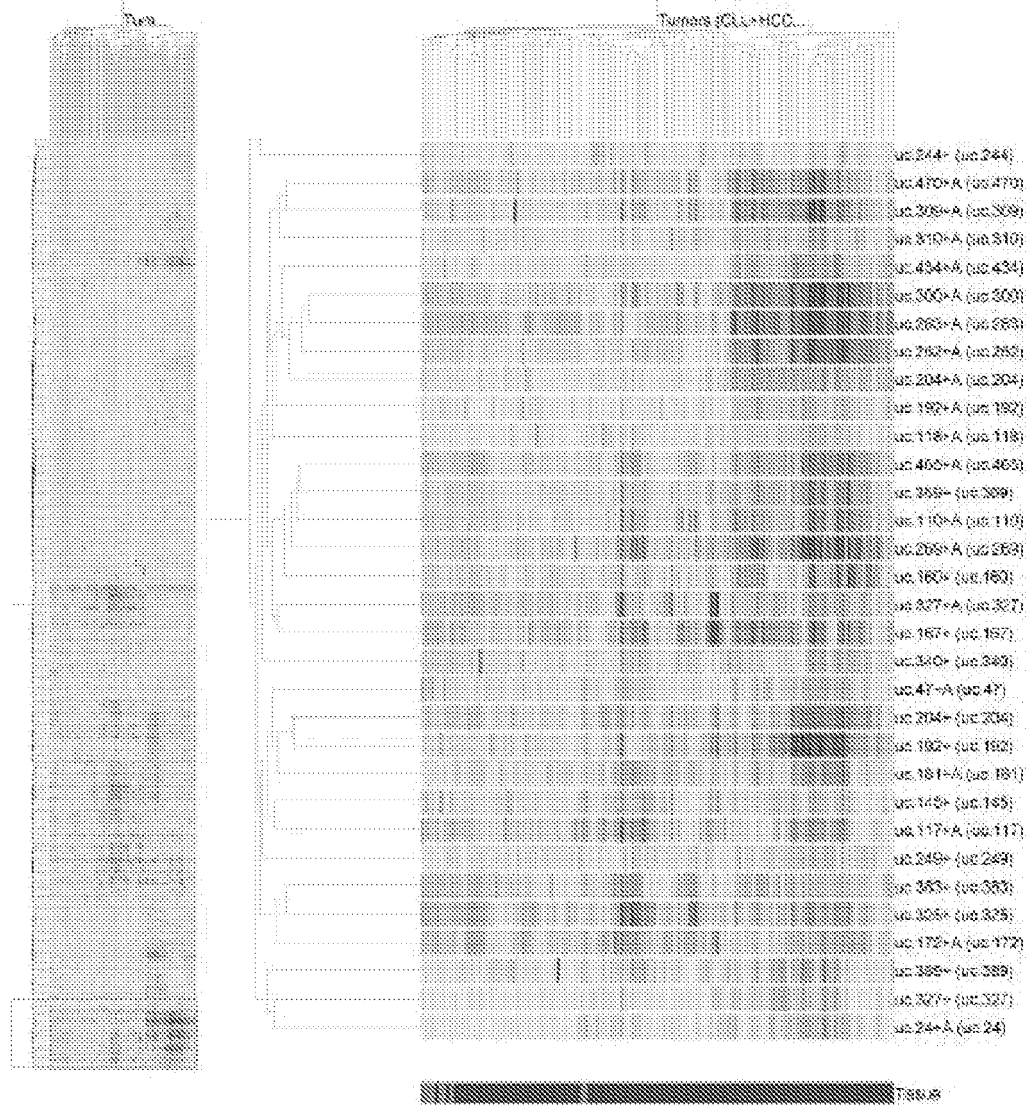 Tumors (CLL+HCC...
uc.244+ (uc.244)
uc.470+A (uc.470)
uc.309+A (uc.309)
uc.310+A (uc.310)
uc.434+A (uc.434)
uc.300+A (uc.300)
uc.283+A (uc.283)
uc.262+A (uc.262)
uc.204+A (uc.204)
uc.192+A (uc.192)
uc.118+A (uc.118)
uc.465+A (uc.465)
(uc.309)
uc.110+A (uc.110)
uc.269+A (uc.269)
uc.160+ (uc.160)
uc.327+A (uc.327)
uc.167+ (uc.167)
uc.340+ (uc.340)
uc.47+A (uc.47)
uc.204+ (uc.204)
uc.192+ (uc.192)
uc.181+A (uc.181)
uc.145+ (uc.145)
uc.117+A (uc.117)
uc.249+ (uc.249)
uc.383+ (uc.383)
(uc.325)
uc.172+A (uc.172)
(uc.389)
uc.327+ (uc.327)
uc.24+A (uc.24)
Tissue